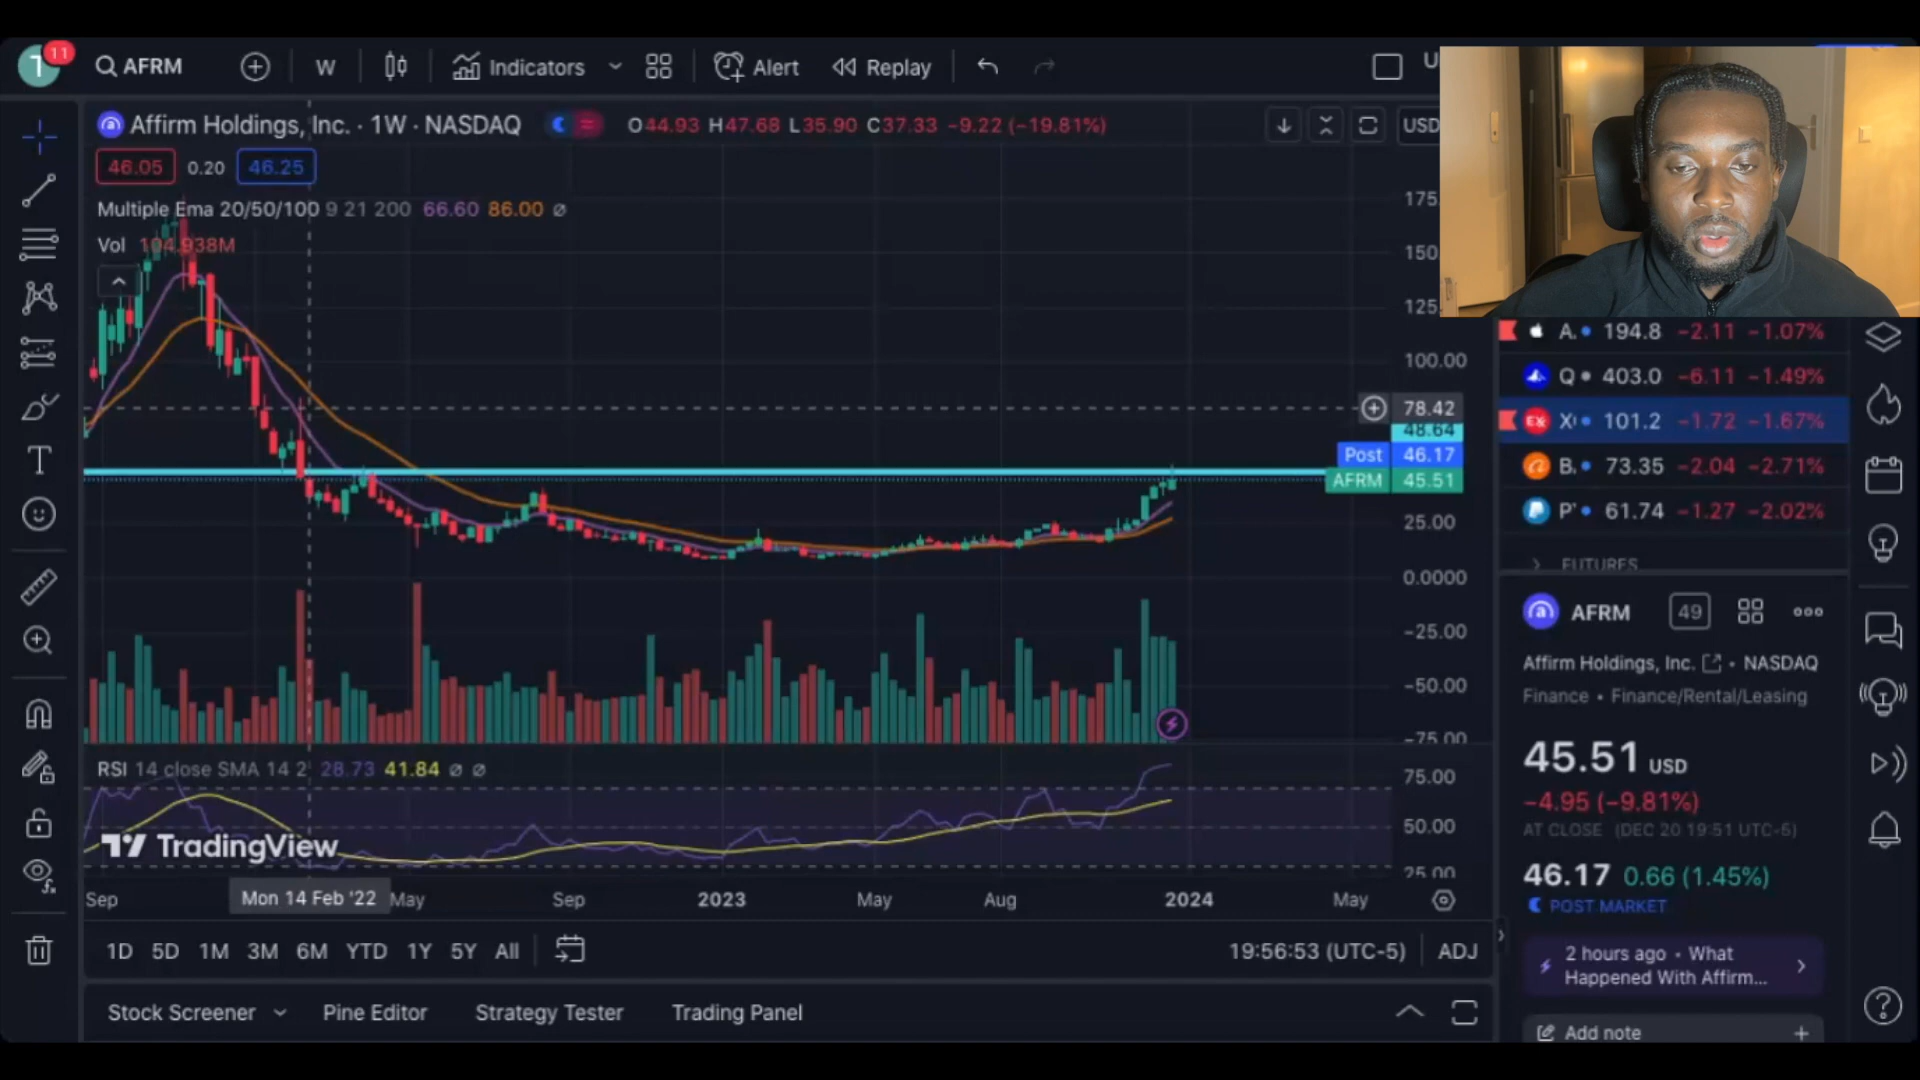 11
AFRM
W
Indicators
Alert
Replay
U
Affirm Holdings, Inc. · 1W · NASDAQ
O44.93 H47.68 L35.90 C37.33 −9.22 (−19.81%)
USD
46.05 0.20 46.25
Multiple Ema 20/50/100 9 21 200 66.60 86.00 ∅
Vol 104.938M
175.
150.
125.
100.00
78.42
48.64
Post 46.17
AFRM 45.51
25.00
0.0000
−25.00
−50.00
−75.00
RSI 14 close SMA 14 2 28.73 41.84 ∅ ∅
75.00
50.00
25.00
TradingView
Sep
Mon 14 Feb '22
May
Sep
2023
May
Aug
2024
May
1D 5D 1M 3M 6M YTD 1Y 5Y All
19:56:53 (UTC-5) ADJ
Stock Screener
Pine Editor
Strategy Tester
Trading Panel
A. 194.8 −2.11 −1.07%
Q 403.0 −6.11 −1.49%
101.2 −1.72 −1.67%
B. 73.35 −2.04 −2.71%
P' 61.74 −1.27 −2.02%
FUTURES
AFRM
49
Affirm Holdings, Inc. • NASDAQ
Finance • Finance/Rental/Leasing
45.51 USD
−4.95 (−9.81%)
AT CLOSE (DEC 20 19:51 UTC-5)
46.17 0.66 (1.45%)
POST MARKET
2 hours ago • What
Happened With Affirm...
Add note